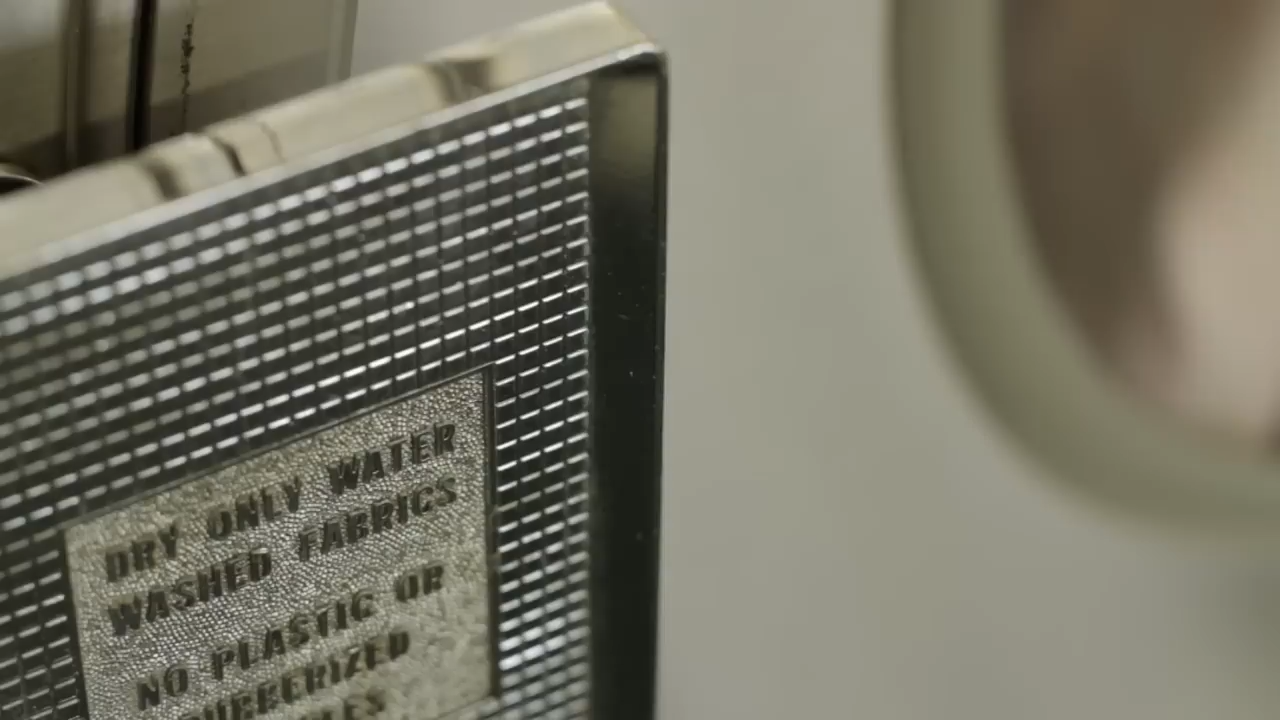 DRY ONLY WATER
WASHED FABRICS
NO PLASTIC OR
RUBBERIZED